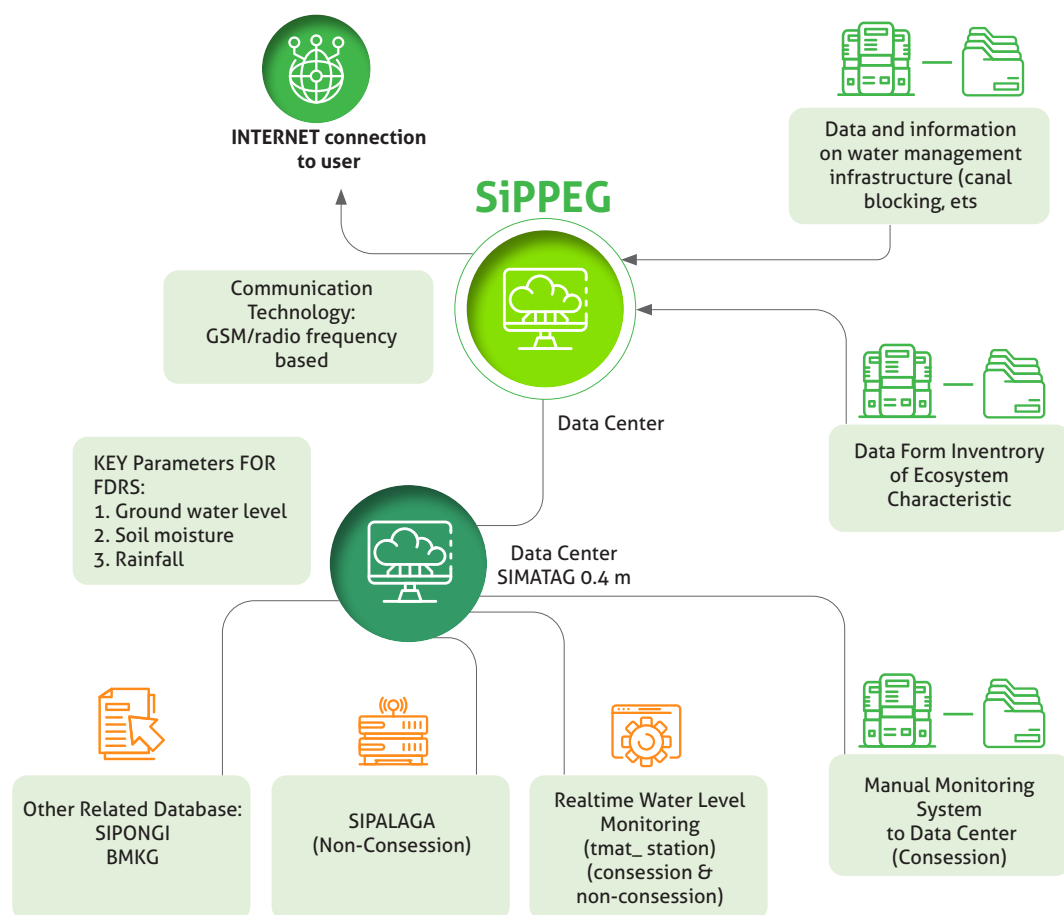 INTERNET connection
to user
Data and information
on water management
infrastructure (canal
blocking, ets
SiPPEG
Communication
Technology:
GSM/radio frequency
based
Data Center
Data Form Inventrory
of Ecosystem
Characteristic
KEY Parameters FOR
FDRS:
1. Ground water level
2. Soil moisture
3. Rainfall
Data Center
SIMATAG 0.4 m
Other Related Database:
SIPONGI
BMKG
SIPALAGA
(Non-Consession)
Realtime Water Level
Monitoring
(tmat_ station)
(consession &
non-consession)
Manual Monitoring
System
to Data Center
(Consession)